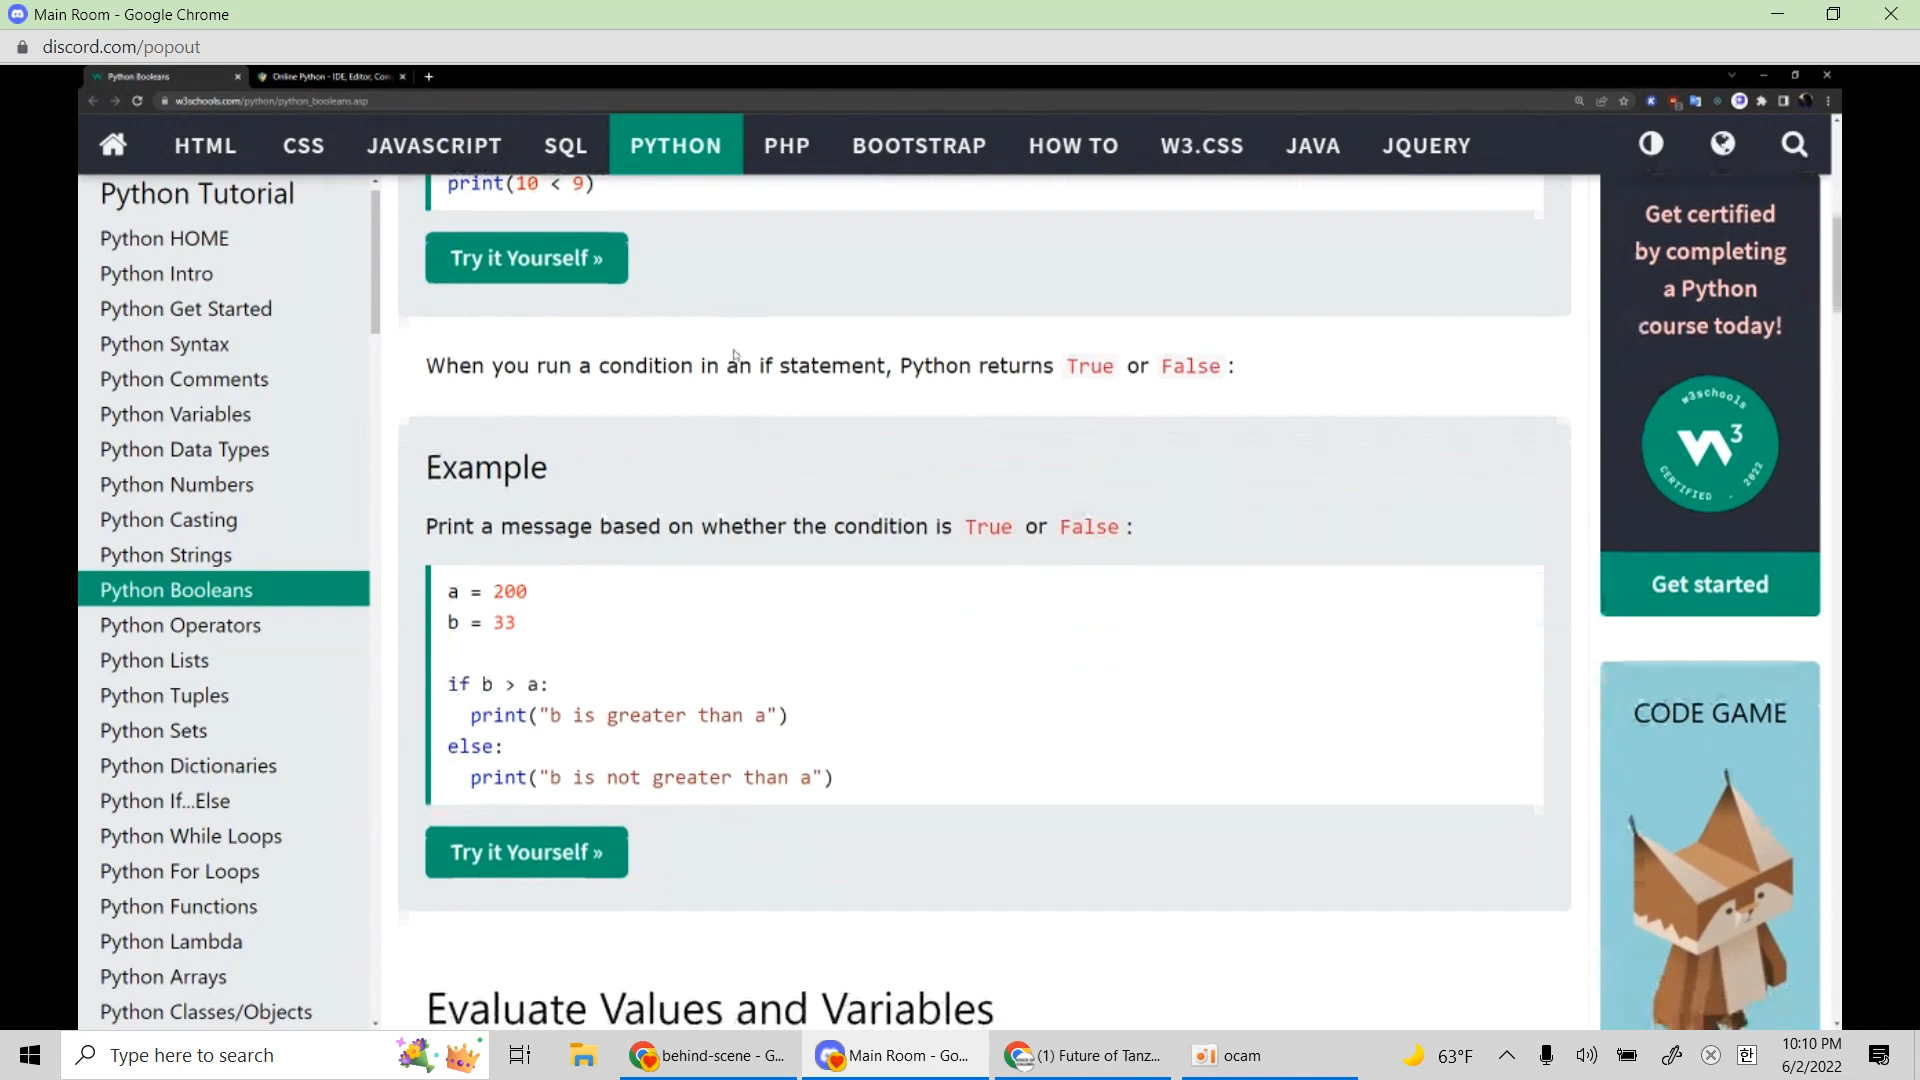 Main Room - Google Chrome
discord.com/popout
Python Booleans
Online Python - IDE, Editor, Com
w3schools.com/python/python_booleans.asp
HTML CSS JAVASCRIPT SQL PYTHON PHP BOOTSTRAP HOW TO W3.CSS JAVA JQUERY
Python Tutorial
Python HOME
Python Intro
Python Get Started
Python Syntax
Python Comments
Python Variables
Python Data Types
Python Numbers
Python Casting
Python Strings
Python Booleans
Python Operators
Python Lists
Python Tuples
Python Sets
Python Dictionaries
Python If...Else
Python While Loops
Python For Loops
Python Functions
Python Lambda
Python Arrays
Python Classes/Objects
print(10 < 9)
Try it Yourself »
When you run a condition in an if statement, Python returns True or False :
Example
Print a message based on whether the condition is True or False :
a = 200
b = 33
if b > a:
print("b is greater than a")
else:
print("b is not greater than a")
Try it Yourself »
Evaluate Values and Variables
Get certified
by completing
a Python
course today!
w3schools
W3
CERTIFIED . 2022
Get started
CODE GAME
Type here to search
behind-scene - G...
Main Room - Go...
(1) Future of Tanz...
ocam
63°F
한
10:10 PM
6/2/2022